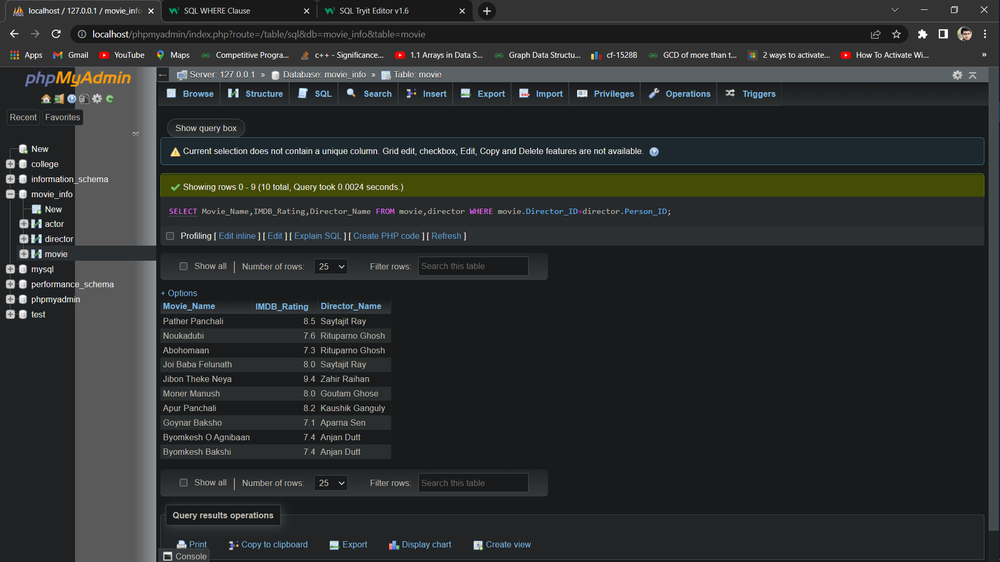 localhost / 127.0.0.1 / movie_info
SQL WHERE Clause
SQL Tryit Editor v1.6
localhost/phpmyadmin/index.php?route=/table/sql&db=movie_info&table=movie
Apps
Gmail
YouTube
Maps
Competitive Progra...
c++ - Significance...
1.1 Arrays in Data S...
Graph Data Structu...
cf-1528B
GCD of more than t...
2 ways to activate...
How To Activate Wi...
»
phpMyAdmin
Recent
Favorites
New
college
information_schema
movie_info
New
actor
director
movie
mysql
performance_schema
phpmyadmin
test
Server: 127.0.0.1 » Database: movie_info » Table: movie
Browse
Structure
SQL
Search
Insert
Export
Import
Privileges
Operations
Triggers
Show query box
Current selection does not contain a unique column. Grid edit, checkbox, Edit, Copy and Delete features are not available.
Showing rows 0 - 9 (10 total, Query took 0.0024 seconds.)
SELECT Movie_Name,IMDB_Rating,Director_Name FROM movie,director WHERE movie.Director_ID=director.Person_ID;
Profiling [ Edit inline ] [ Edit ] [ Explain SQL ] [ Create PHP code ] [ Refresh ]
Show all | Number of rows: 25 Filter rows: Search this table
+ Options
Movie_Name IMDB_Rating Director_Name
Pather Panchali 8.5 Saytajit Ray
Noukadubi 7.6 Rituparno Ghosh
Abohomaan 7.3 Rituparno Ghosh
Joi Baba Felunath 8.0 Saytajit Ray
Jibon Theke Neya 9.4 Zahir Raihan
Moner Manush 8.0 Goutam Ghose
Apur Panchali 8.2 Kaushik Ganguly
Goynar Baksho 7.1 Aparna Sen
Byomkesh O Agnibaan 7.4 Anjan Dutt
Byomkesh Bakshi 7.4 Anjan Dutt
Show all | Number of rows: 25 Filter rows: Search this table
Query results operations
Print
Copy to clipboard
Export
Display chart
Create view
Console